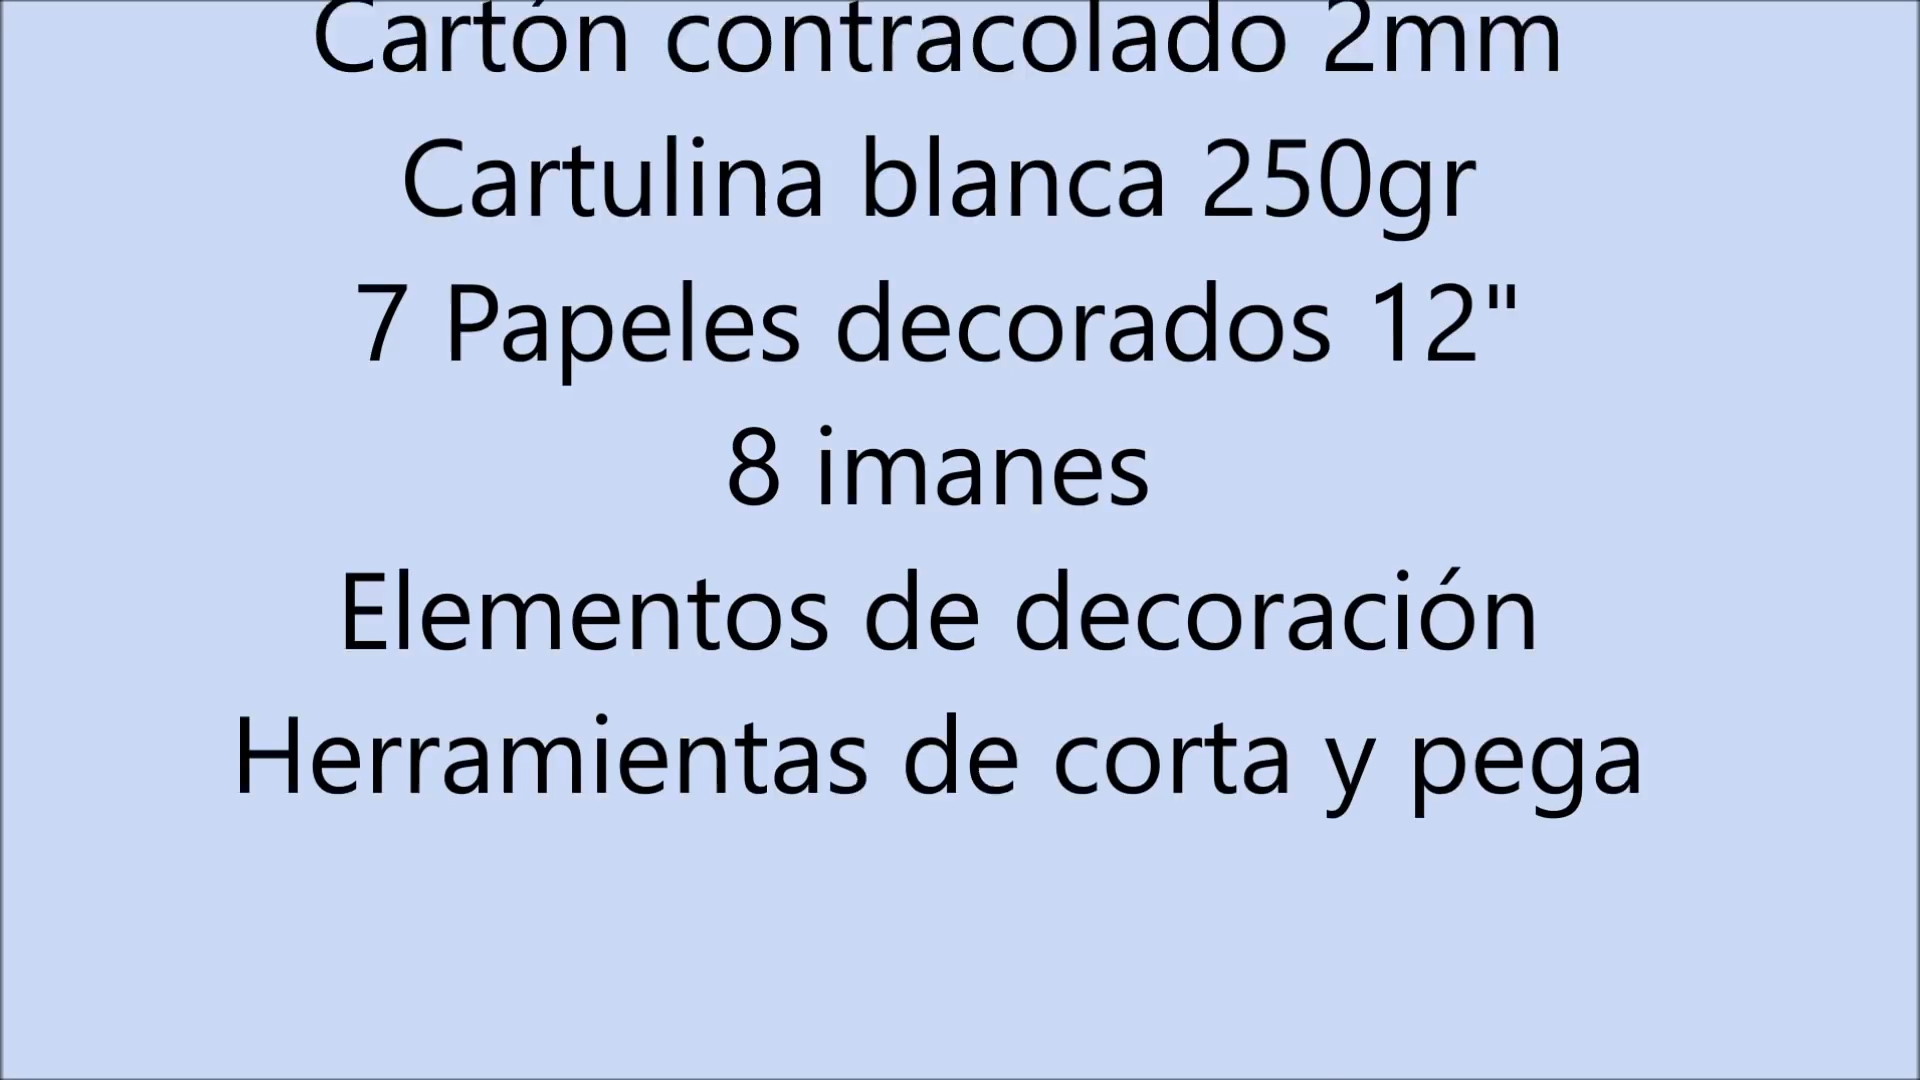 Cartón contracolado 2mm
Cartulina blanca 250gr
7 Papeles decorados 12"
8 imanes
Elementos de decoración
Herramientas de corta y pega